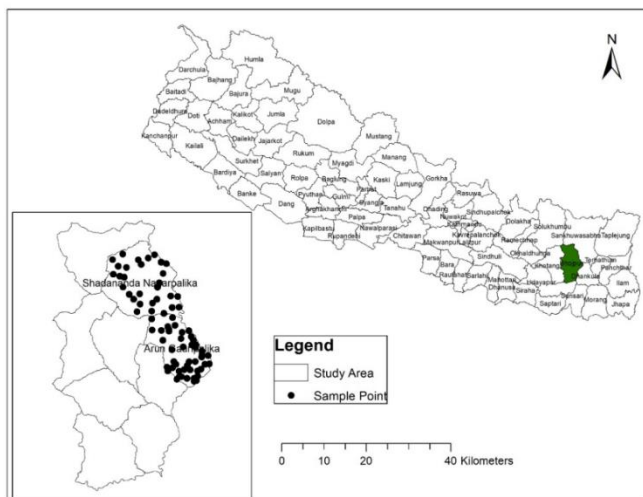 N
Humla
Darchula
Bajhang
Mugu
Baitadi
Bajura
Dadeldhura
Doti
Achham
Kalikot
Jumla
Dolpa
Kanchanpur
Kailali
Dailekh
Jajarkot
Mustang
Surkhet
Rukum
Manang
Bardiya
Salyan
Rolpa
Myagdi
Baglung
Parbat
Kaski
Lamjung
Gorkha
Rasuwa
Banke
Dang
Pyuthan
Gulmi
Syangja
Tanahu
Dhading
Sindhupalchok
Dolakha
Arghakhanchi
Palpa
Nuwakot
Solukhumbu
Sankhuwasabha
Taplejung
Kapilbastu
Rupandehi
Nawalparasi
Chitawan
Makwanpur
Lalitpur
Ramechhap
Okhaldhunga
Parsa
Bara
Rautahat
Sarlahi
Sindhuli
Mahottari
Dhanusa
Siraha
Udayapur
Saptari
Sunsari
Morang
Jhapa
Ilam
Shadananda Nagarpalika
Arun Gaunpalika
Legend
Study Area
Sample Point
0 10 20 40 Kilometers